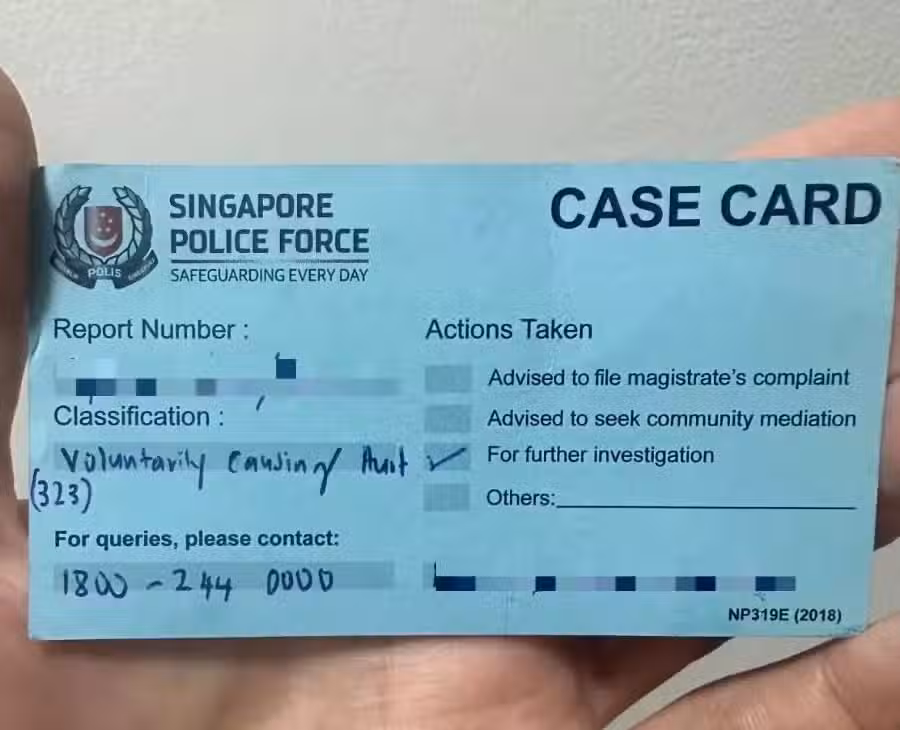 SINGAPORE
POLICE FORCE
SAFEGUARDING EVERY DAY
POLIS
CASE CARD
Report Number :
Classification :
Voluntarily Causing Hurt
(323)
For queries, please contact:
1800 - 244 0000
Actions Taken
Advised to file magistrate's complaint
Advised to seek community mediation
For further investigation
Others:
NP319E (2018)